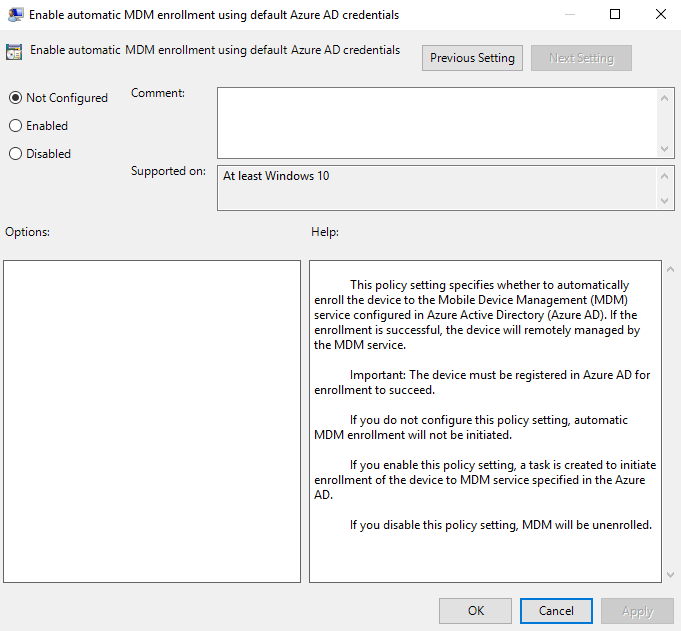 Enable automatic MDM enrollment using default Azure AD credentials
Enable automatic MDM enrollment using default Azure AD credentials
Previous Setting
Next Setting
Not Configured
Comment:
Enabled
Disabled
Supported on:
At least Windows 10
Options:
Help:
This policy setting specifies whether to automatically
enroll the device to the Mobile Device Management (MDM)
service configured in Azure Active Directory (Azure AD). If the
enrollment is successful, the device will remotely managed by
the MDM service.
Important: The device must be registered in Azure AD for
enrollment to succeed.
If you do not configure this policy setting, automatic
MDM enrollment will not be initiated.
If you enable this policy setting, a task is created to initiate
enrollment of the device to MDM service specified in the Azure
AD.
If you disable this policy setting, MDM will be unenrolled.
OK
Cancel
Apply